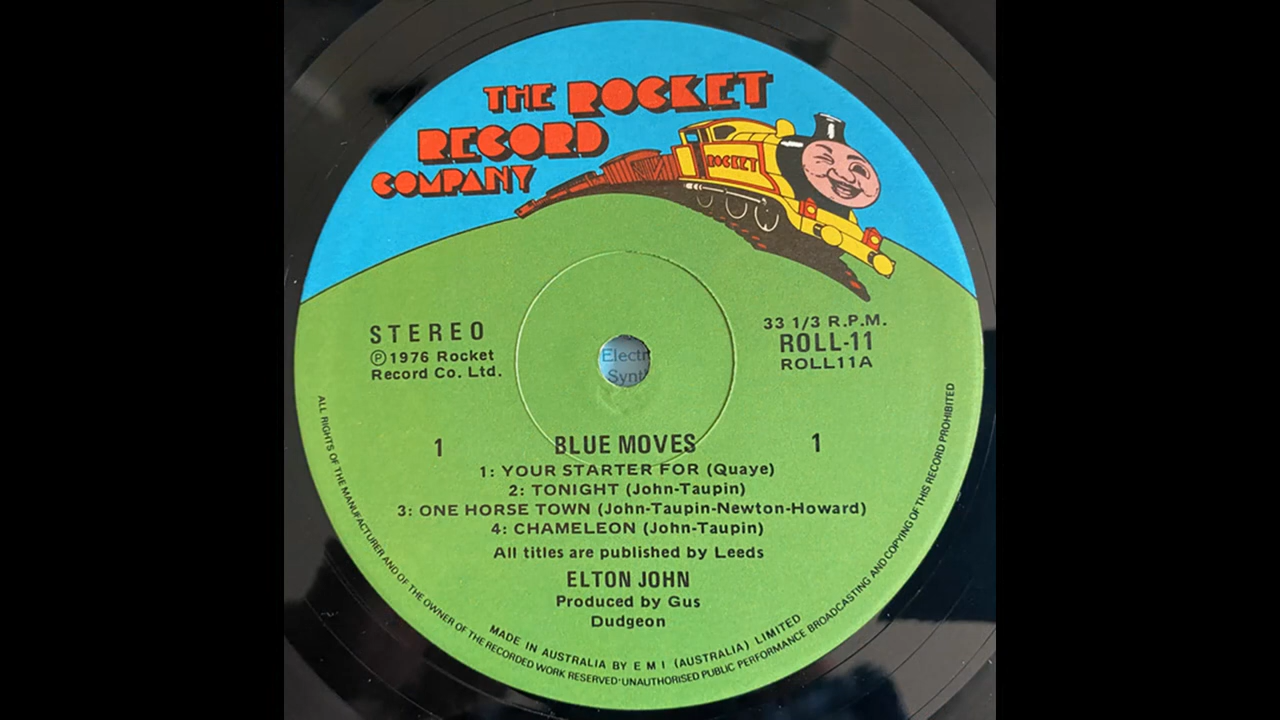 THE ROCKET
RECORD
COMPANY
ROCKET
STEREO
℗1976 Rocket
Record Co. Ltd.
33 1/3 R.P.M.
ROLL-11
ROLL11A
Electr
Synt
1 BLUE MOVES 1
1: YOUR STARTER FOR (Quaye)
2: TONIGHT (John-Taupin)
3: ONE HORSE TOWN (John-Taupin-Newton-Howard)
4: CHAMELEON (John-Taupin)
All titles are published by Leeds
ELTON JOHN
Produced by Gus
Dudgeon
MADE IN AUSTRALIA BY E M I (AUSTRALIA) LIMITED
ALL RIGHTS OF THE MANUFACTURER AND OF THE OWNER OF THE RECORDED WORK RESERVED·UNAUTHORISED PUBLIC PERFORMANCE BROADCASTING AND COPYING OF THIS RECORD PROHIBITED